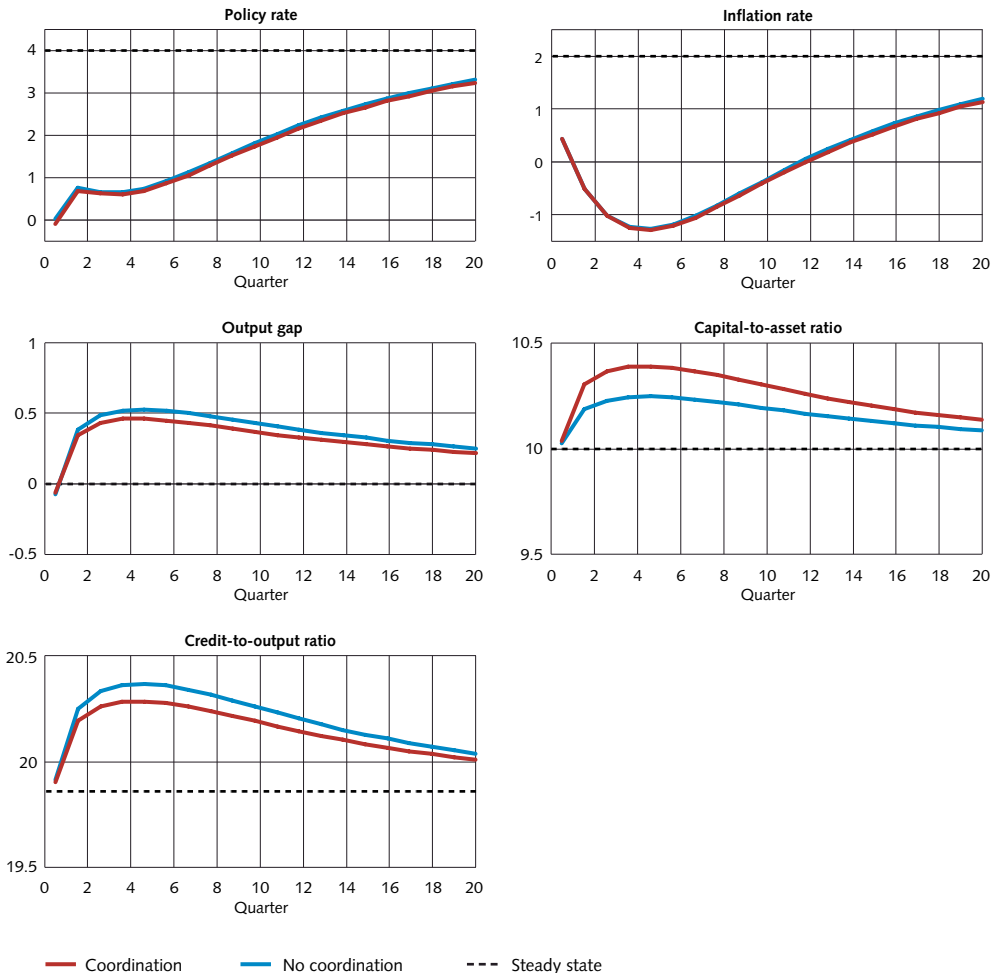 Policy rate
4
3
2
1
0
0 2 4 6 8 10 12 14 16 18 20
Quarter
Inflation rate
2
1
0
-1
0 2 4 6 8 10 12 14 16 18 20
Quarter
Output gap
1
0.5
0
-0.5
0 2 4 6 8 10 12 14 16 18 20
Quarter
Capital-to-asset ratio
10.5
10
9.5
0 2 4 6 8 10 12 14 16 18 20
Quarter
Credit-to-output ratio
20.5
20
19.5
0 2 4 6 8 10 12 14 16 18 20
Quarter
Coordination No coordination Steady state